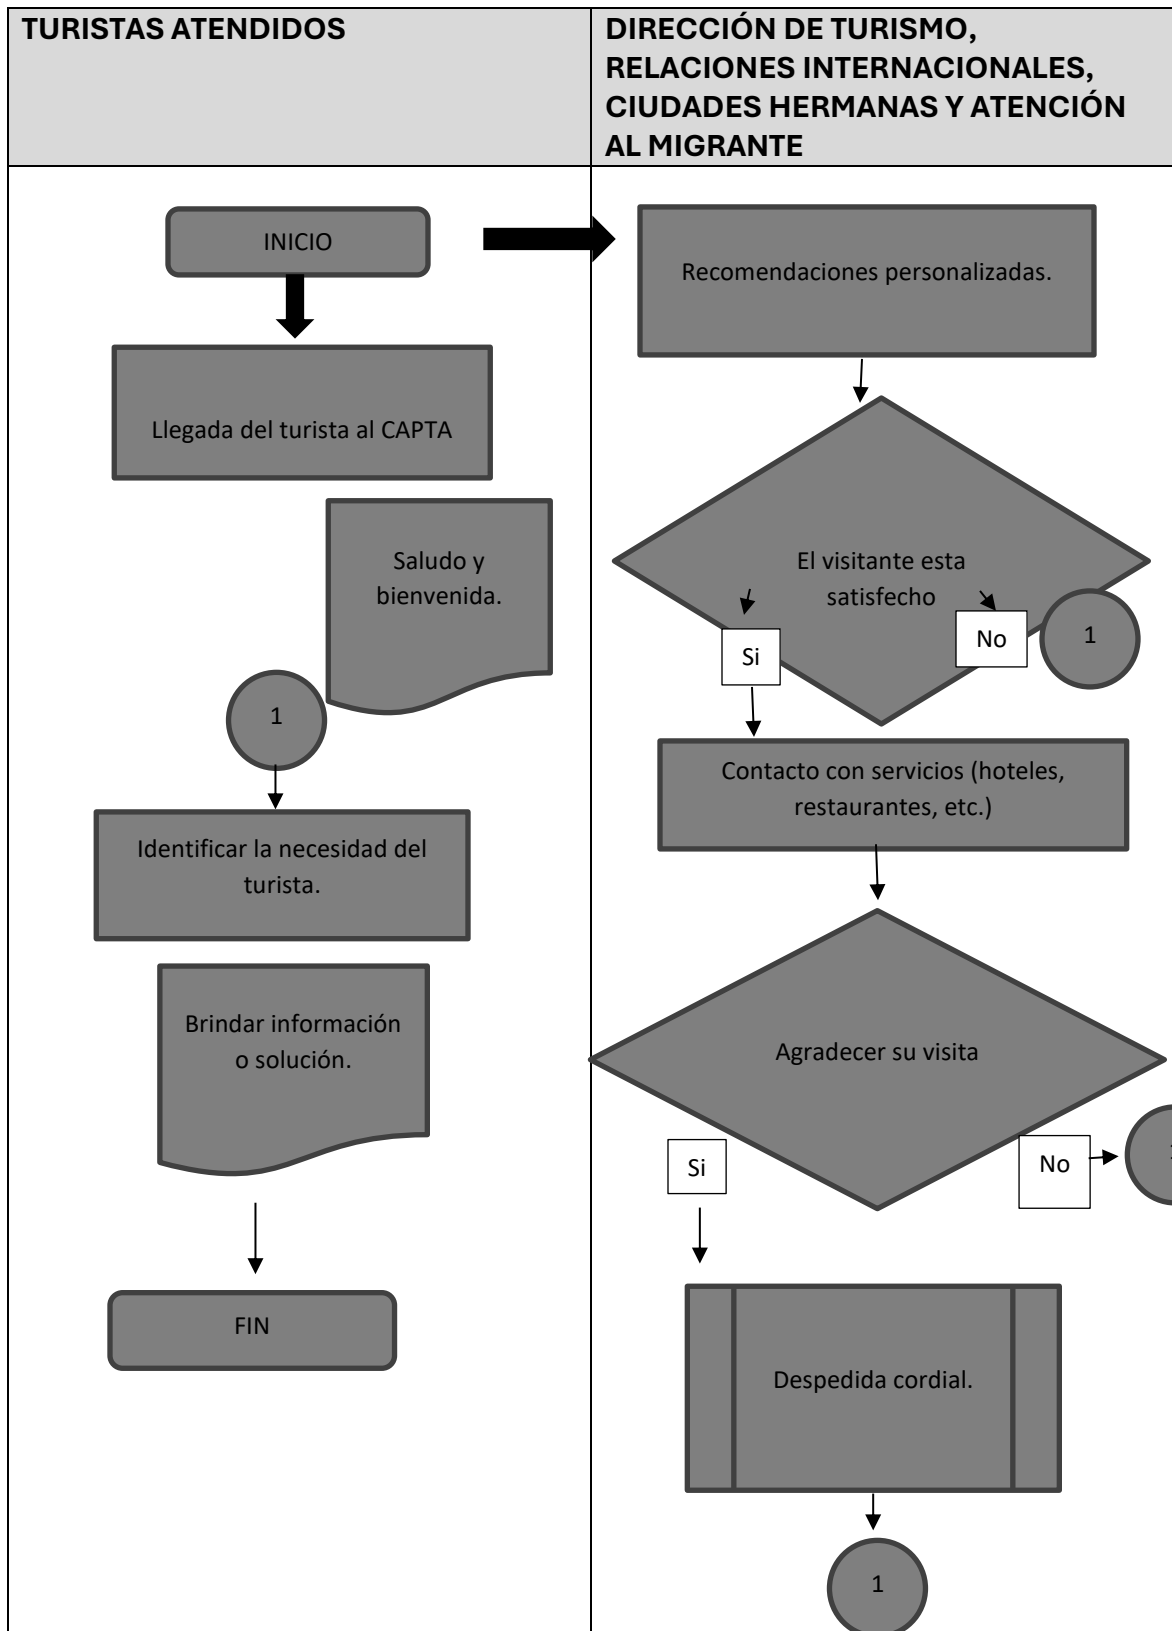 TURISTAS ATENDIDOS
DIRECCIÓN DE TURISMO,
RELACIONES INTERNACIONALES,
CIUDADES HERMANAS Y ATENCIÓN
AL MIGRANTE
INICIO
Llegada del turista al CAPTA
Saludo y
bienvenida.
1
Identificar la necesidad del
turista.
Brindar información
o solución.
FIN
Recomendaciones personalizadas.
El visitante esta
satisfecho
Si
No
1
Contacto con servicios (hoteles,
restaurantes, etc.)
Agradecer su visita
Si
No
Despedida cordial.
1